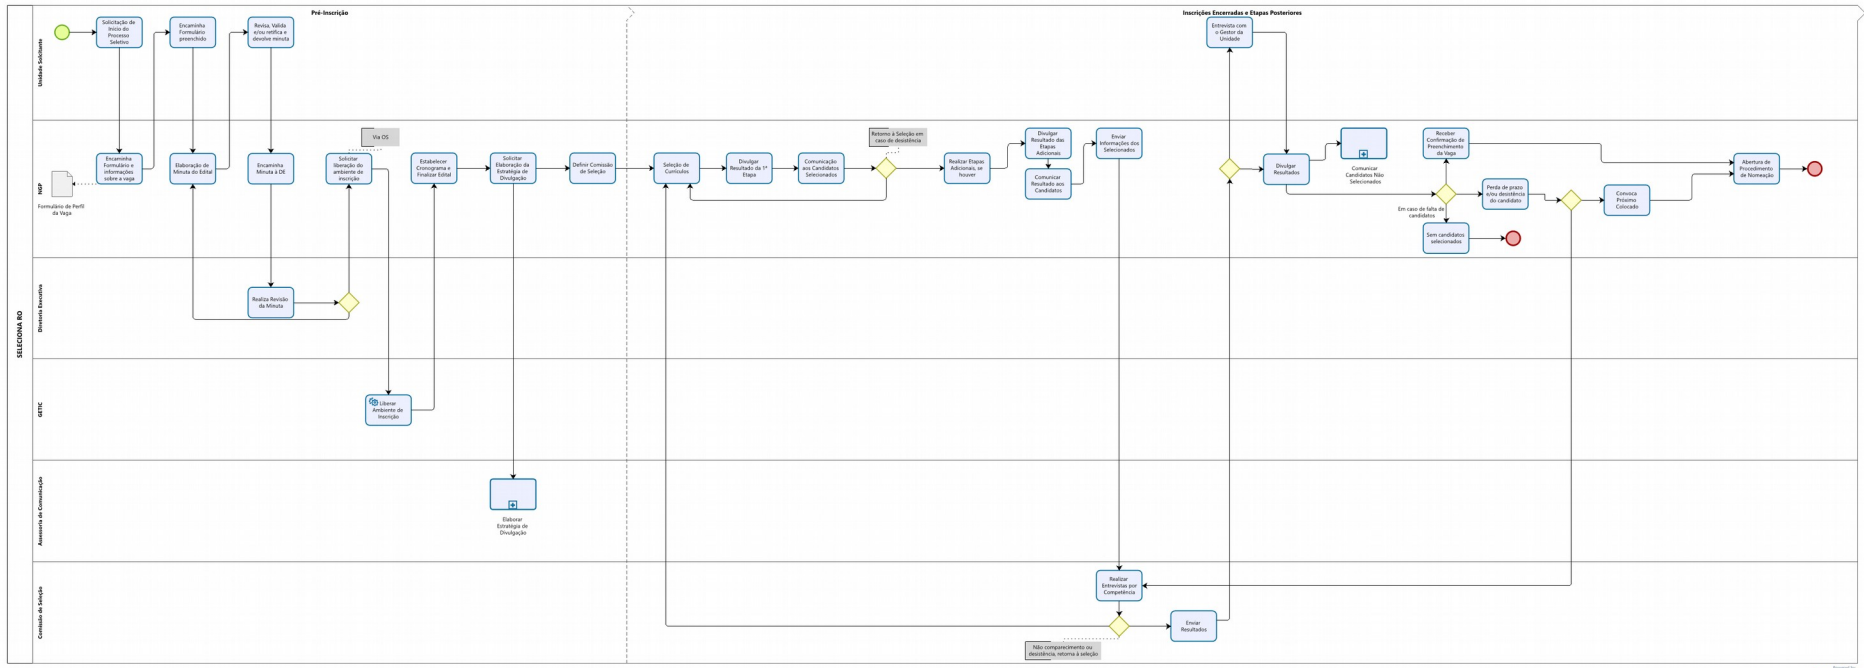 Pré-Inscrição
Inscrições Encerradas e Etapas Posteriores
SELECIONA RO
Unidade Solicitante
Solicitação de
Início do
Processo
Seletivo
Encaminha
Formulário
preenchido
Revisa, Valida
e/ou retifica e
devolve minuta
Entrevista com
o Gestor da
Unidade
NGP
Formulário de Perfil
da Vaga
Encaminha
Formulário e
informações
sobre a vaga
Elaboração de
Minuta do Edital
Encaminha
Minuta à DE
Via OS
Solicitar
liberação do
ambiente de
inscrição
Estabelecer
Cronograma e
Finalizar Edital
Solicitar
Elaboração da
Estratégia de
Divulgação
Definir Comissão
de Seleção
Seleção de
Currículos
Divulgar
Resultado da 1ª
Etapa
Comunicação
aos Candidatos
Selecionados
Retorno à Seleção em
caso de desistência
Realizar Etapas
Adicionais, se
houver
Divulgar
Resultado das
Etapas
Adicionais
Comunicar
Resultado aos
Candidatos
Enviar
Informações dos
Selecionados
Divulgar
Resultados
Comunicar
Candidatos Não
Selecionados
Receber
Confirmação de
Preenchimento
da Vaga
Em caso de falta de
candidatos
Perda de prazo
e/ou desistência
do candidato
Sem candidatos
selecionados
Convoca
Próximo
Colocado
Abertura de
Procedimento
de Nomeação
Diretoria Executiva
Realiza Revisão
da Minuta
GETIC
Liberar
Ambiente de
Inscrição
Assessoria de Comunicação
Elaborar
Estratégia de
Divulgação
Comissão de Seleção
Realizar
Entrevistas por
Competência
Enviar
Resultados
Não comparecimento ou
desistência, retorna à seleção